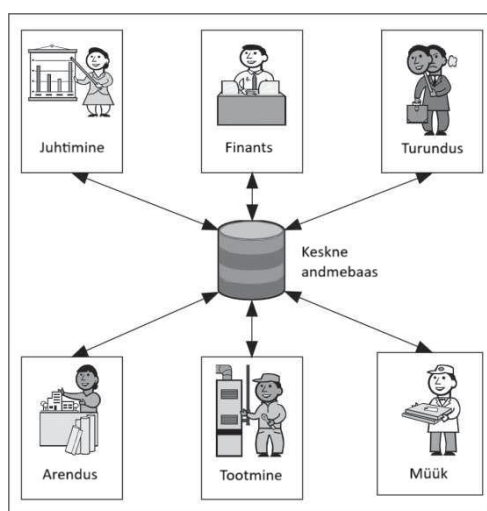 Juhtimine
Finants
Turundus
Keskne
andmebaas
Arendus
Tootmine
Müük